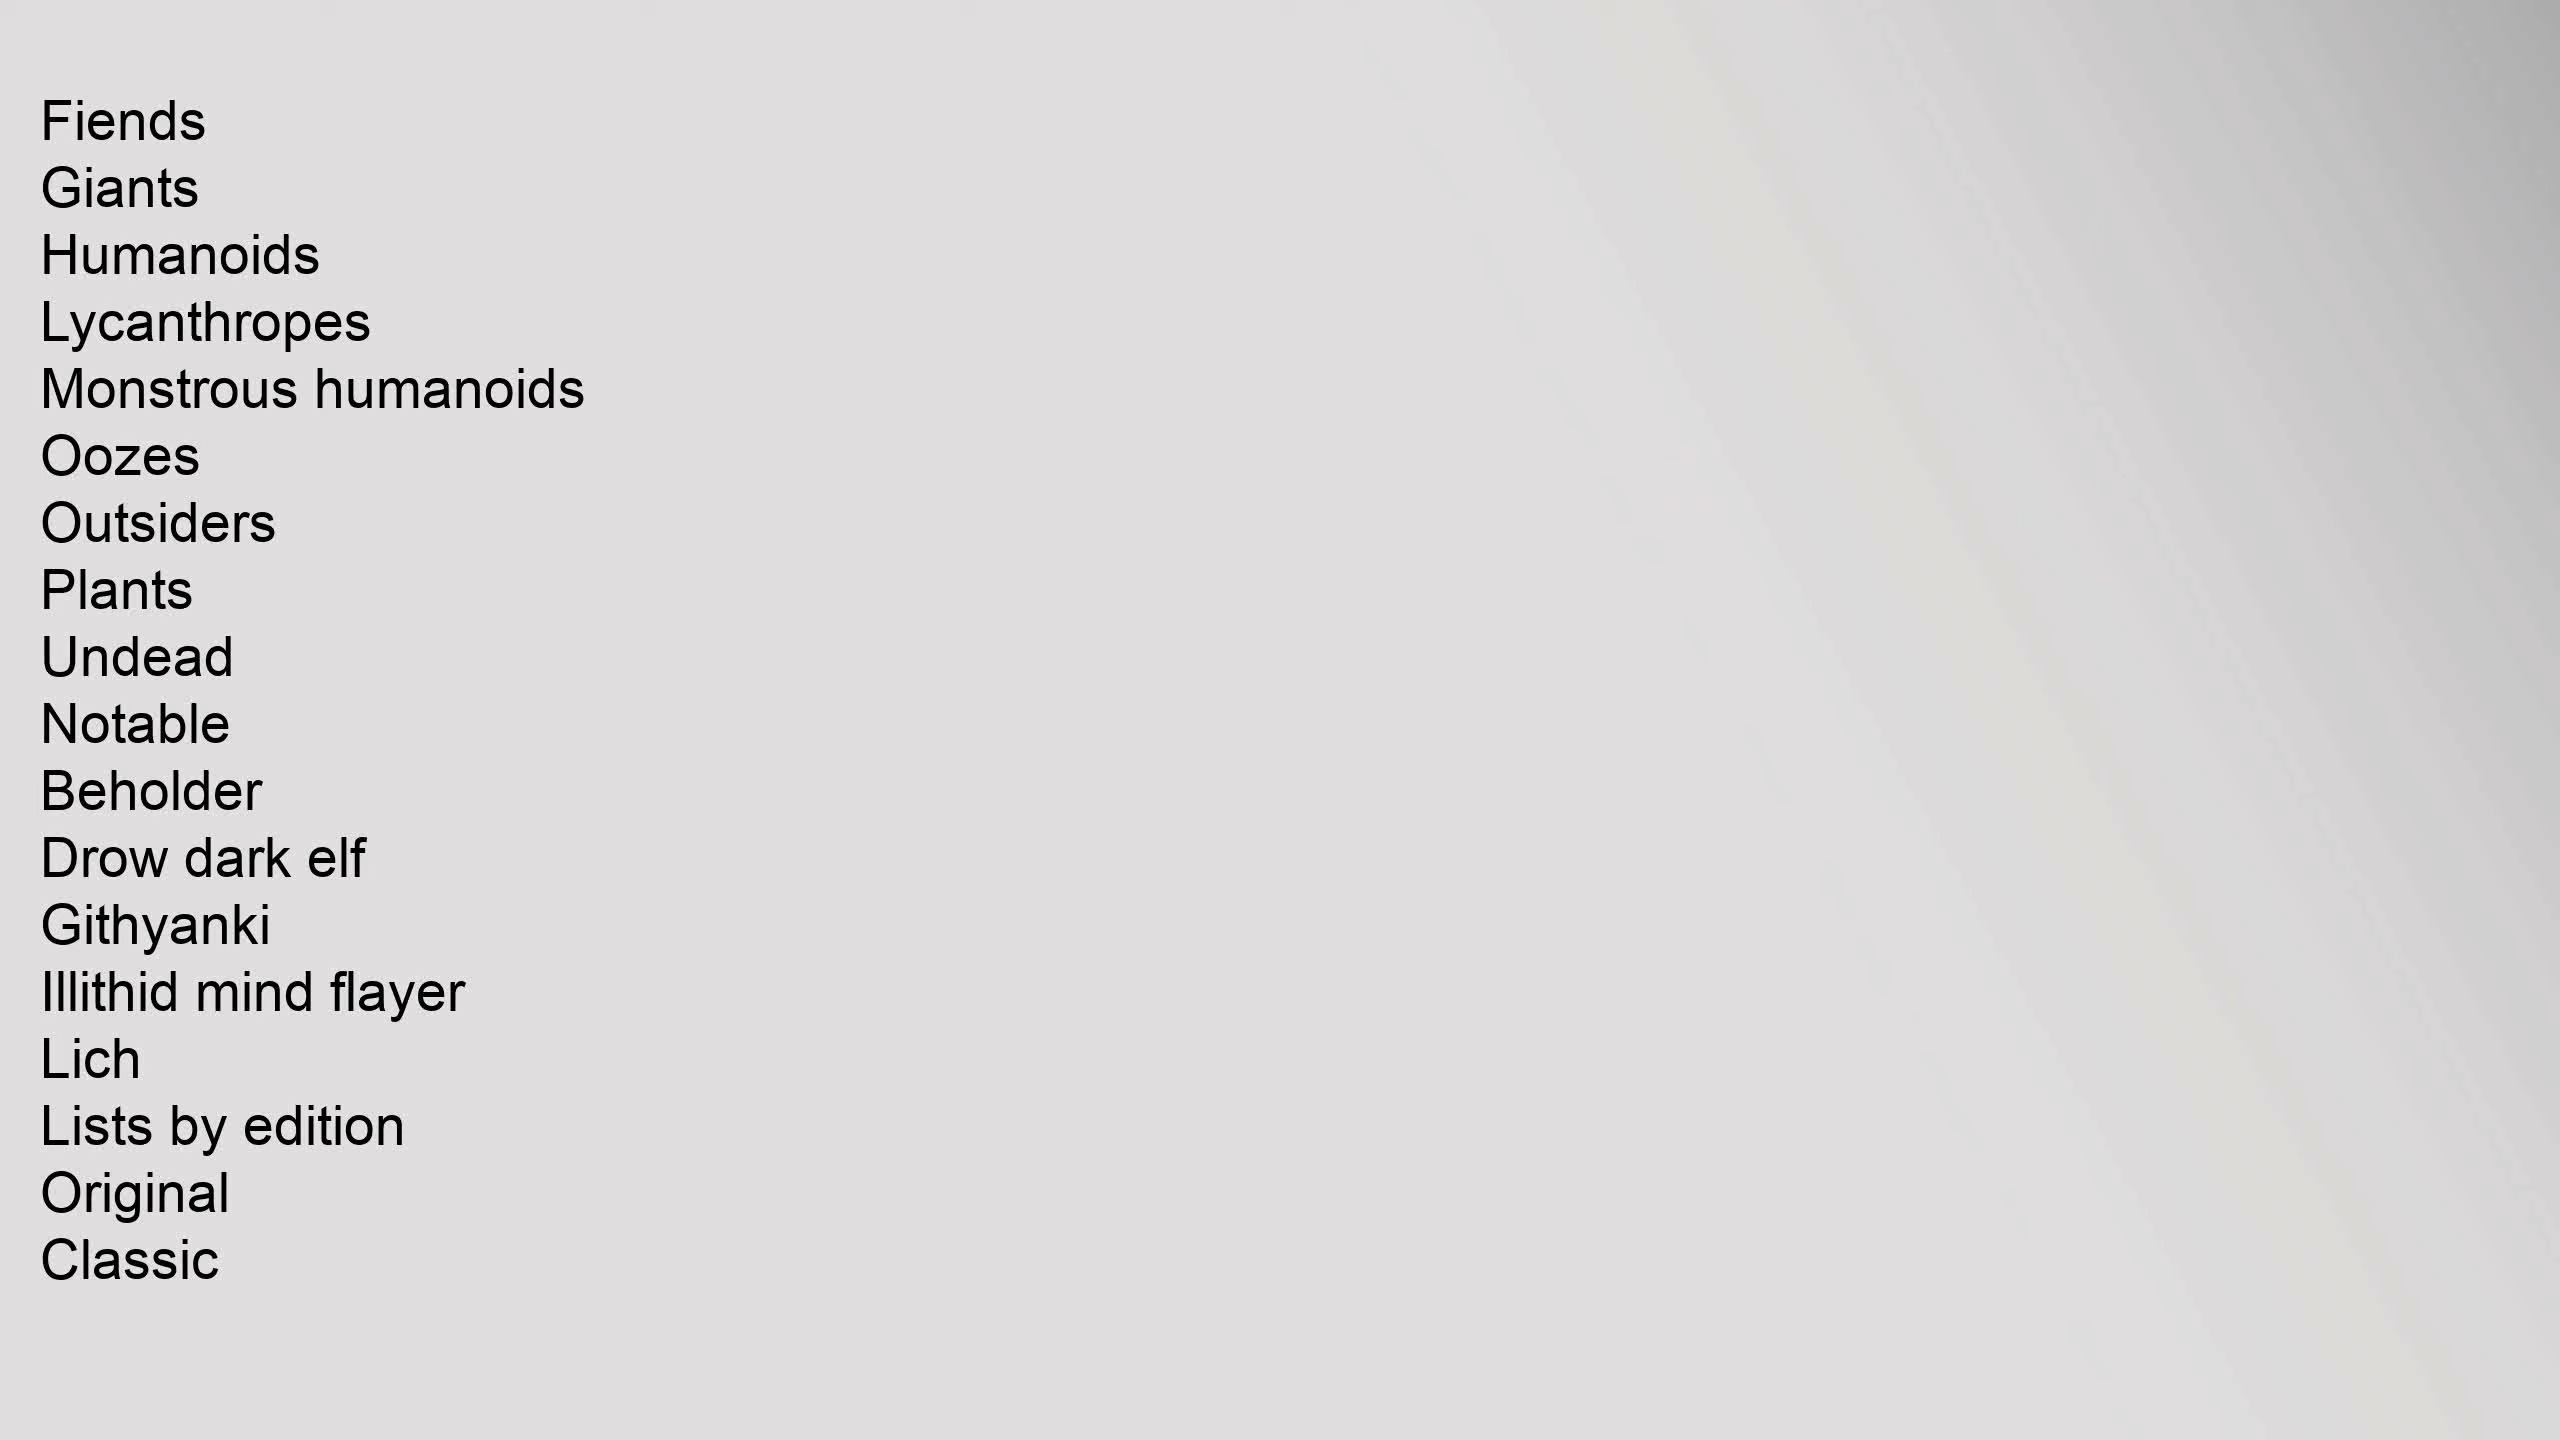 Fiends
Giants
Humanoids
Lycanthropes
Monstrous humanoids
Oozes
Outsiders
Plants
Undead
Notable
Beholder
Drow dark elf
Githyanki
Illithid mind flayer
Lich
Lists by edition
Original
Classic